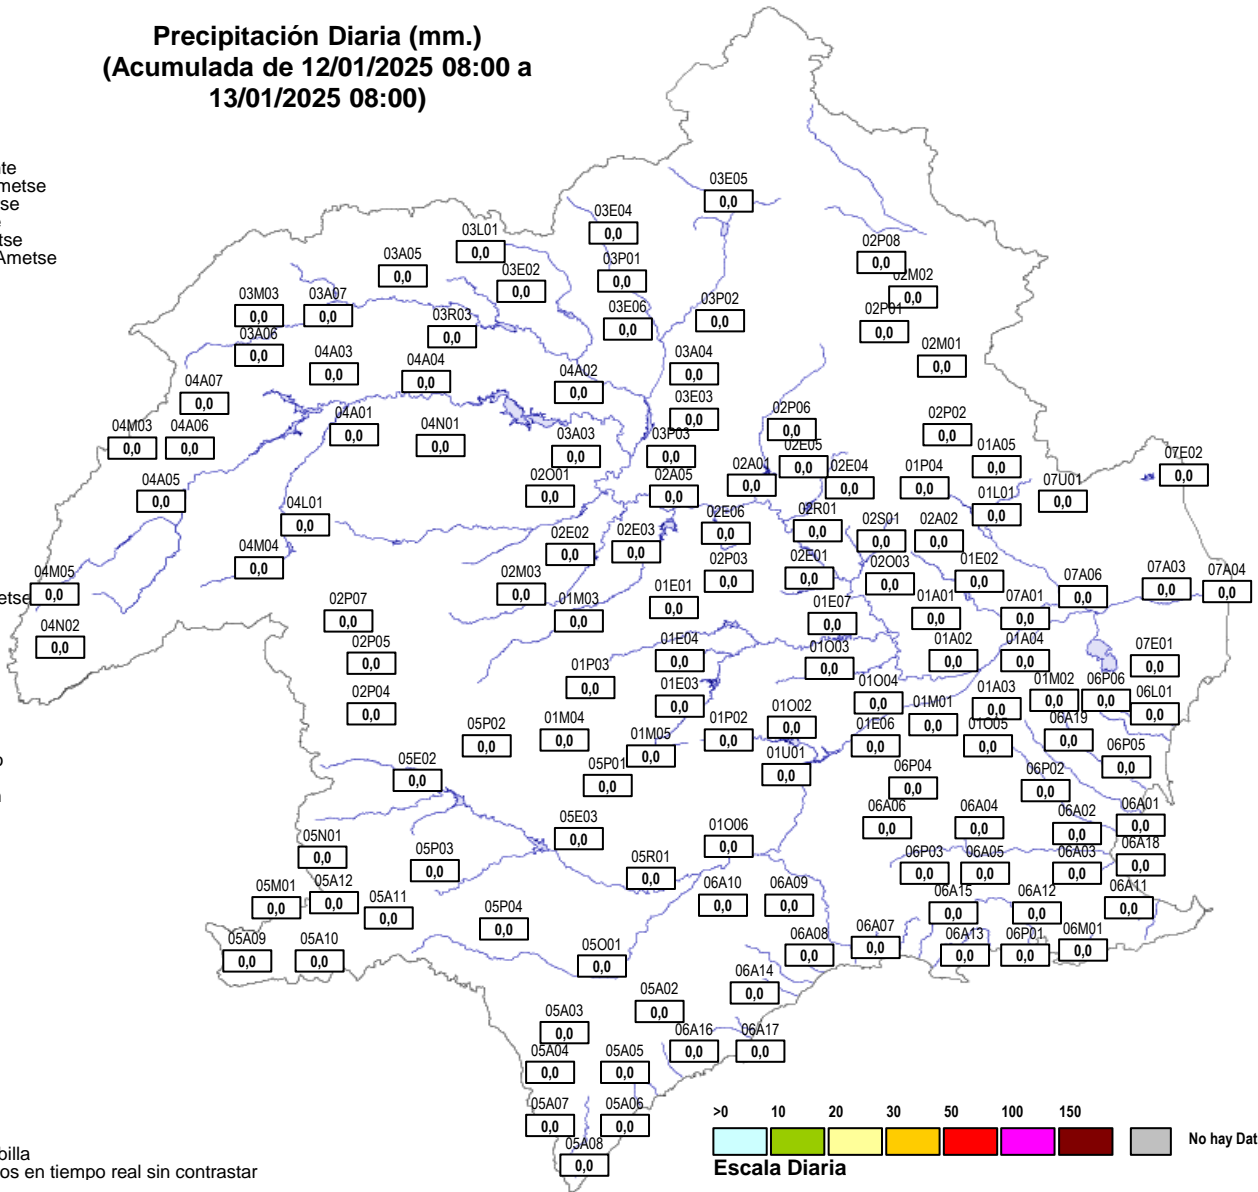 Precipitación Diaria (mm.)
(Acumulada de 12/01/2025 08:00 a
13/01/2025 08:00)
03E05
0,0
03E04
0,0
03L01
0,0
02P08
0,0
03A05
0,0
03P01
0,0
03E02
0,0
02M02
0,0
03M03
0,0
03A07
0,0
03P02
0,0
03E06
0,0
02P01
0,0
03R03
0,0
03A06
0,0
02M01
0,0
04A03
0,0
04A04
0,0
03A04
0,0
04A02
0,0
04A07
0,0
03E03
0,0
04A01
0,0
02P06
0,0
02P02
0,0
04M03
0,0
04A06
0,0
04N01
0,0
03A03
0,0
03P03
0,0
02E05
0,0
01A05
0,0
07E02
0,0
04A05
0,0
02O01
0,0
02A05
0,0
02A01
0,0
02E04
0,0
01P04
0,0
07U01
0,0
01L01
0,0
04L01
0,0
02E06
0,0
02R01
0,0
02S01
0,0
02A02
0,0
04M04
0,0
02E02
0,0
02E03
0,0
02P03
0,0
02E01
0,0
02O03
0,0
01E02
0,0
04M05
0,0
02M03
0,0
07A06
0,0
07A03
0,0
07A04
0,0
02P07
0,0
01M03
0,0
01E01
0,0
01E07
0,0
01A01
0,0
07A01
0,0
04N02
0,0
02P05
0,0
01E04
0,0
01O03
0,0
01A02
0,0
01A04
0,0
07E01
0,0
01P03
0,0
02P04
0,0
01E03
0,0
01O04
0,0
01A03
0,0
01M02
0,0
06P06
0,0
06L01
0,0
05P02
0,0
01M04
0,0
01M05
0,0
01P02
0,0
01O02
0,0
01E06
0,0
01M01
0,0
01O05
0,0
06A19
0,0
05E02
0,0
05P01
0,0
01U01
0,0
06P04
0,0
06P02
0,0
06P05
0,0
05E03
0,0
01O06
0,0
06A06
0,0
06A04
0,0
06A02
0,0
06A01
0,0
05N01
0,0
05P03
0,0
05R01
0,0
06P03
0,0
06A05
0,0
06A03
0,0
06A18
0,0
05M01
0,0
05A12
0,0
05A11
0,0
06A10
0,0
06A09
0,0
06A15
0,0
06A12
0,0
06A11
0,0
05P04
0,0
05A09
0,0
05A10
0,0
05O01
0,0
06A08
0,0
06A07
0,0
06A13
0,0
06P01
0,0
06M01
0,0
06A14
0,0
05A02
0,0
05A03
0,0
06A16
0,0
06A17
0,0
05A04
0,0
05A05
0,0
05A07
0,0
05A06
0,0
05A08
0,0
>0 10 20 30 50 100 150
No hay Dat
Escala Diaria
os en tiempo real sin contrastar